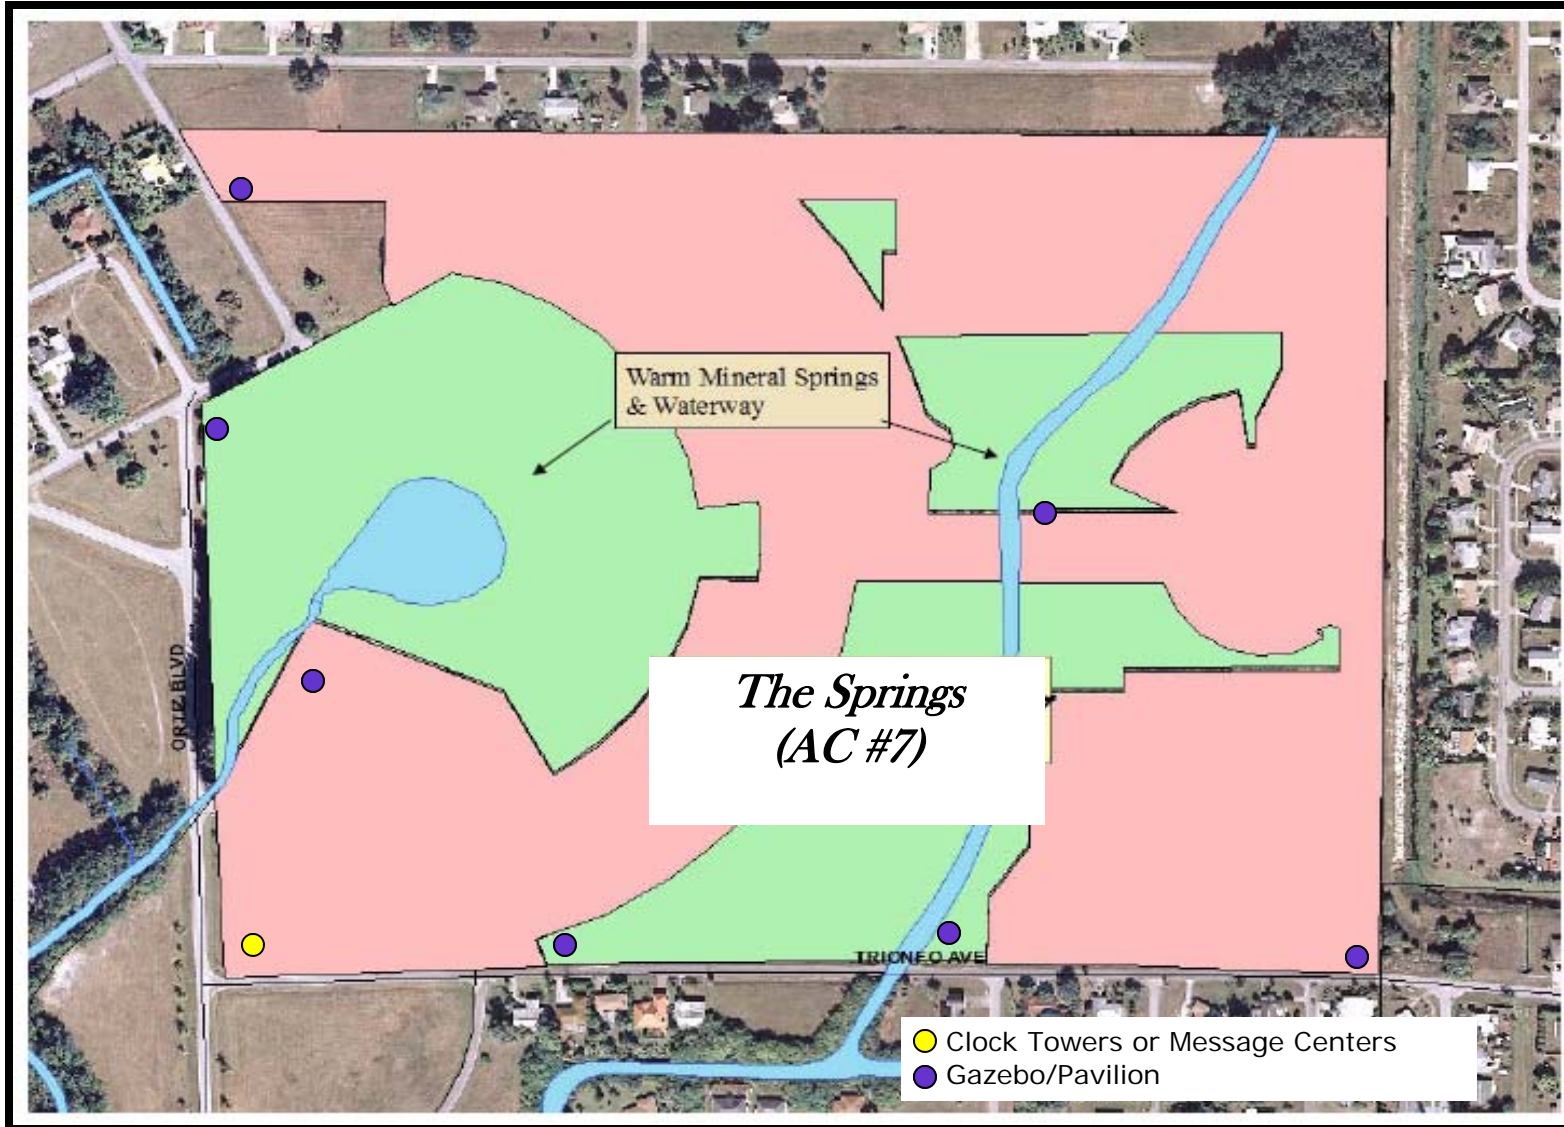 Warm Mineral Springs
& Waterway
ORTIZ BLVD
The Springs
(AC #7)
TRIONFO AVE
Clock Towers or Message Centers
Gazebo/Pavilion